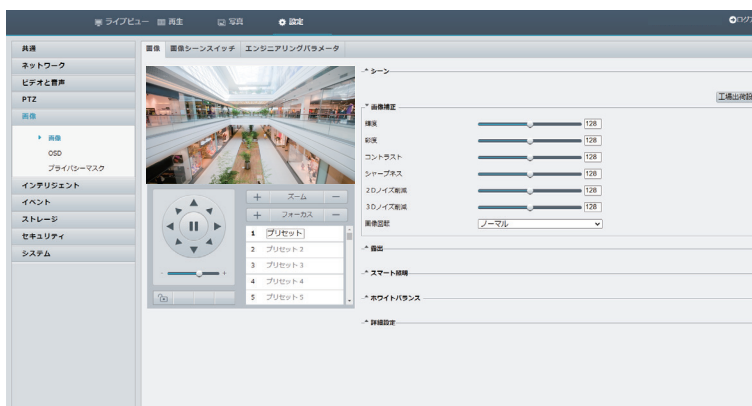 ライブビュー 再生 写真 設定 ログ
共通
ネットワーク
ビデオと音声
PTZ
画像
画像
OSD
プライバシーマスク
インテリジェント
イベント
ストレージ
セキュリティ
システム
画像 画像シーンスイッチ エンジニアリングパラメータ
ズーム
フォーカス
1 プリセット
2 プリセット 2
3 プリセット 3
4 プリセット 4
5 プリセット 5
シーン
工場出荷設
画像補正
輝度 128
彩度 128
コントラスト 128
シャープネス 128
2Dノイズ削減 128
3Dノイズ削減 128
画像回転 ノーマル
露出
スマート照明
ホワイトバランス
詳細設定